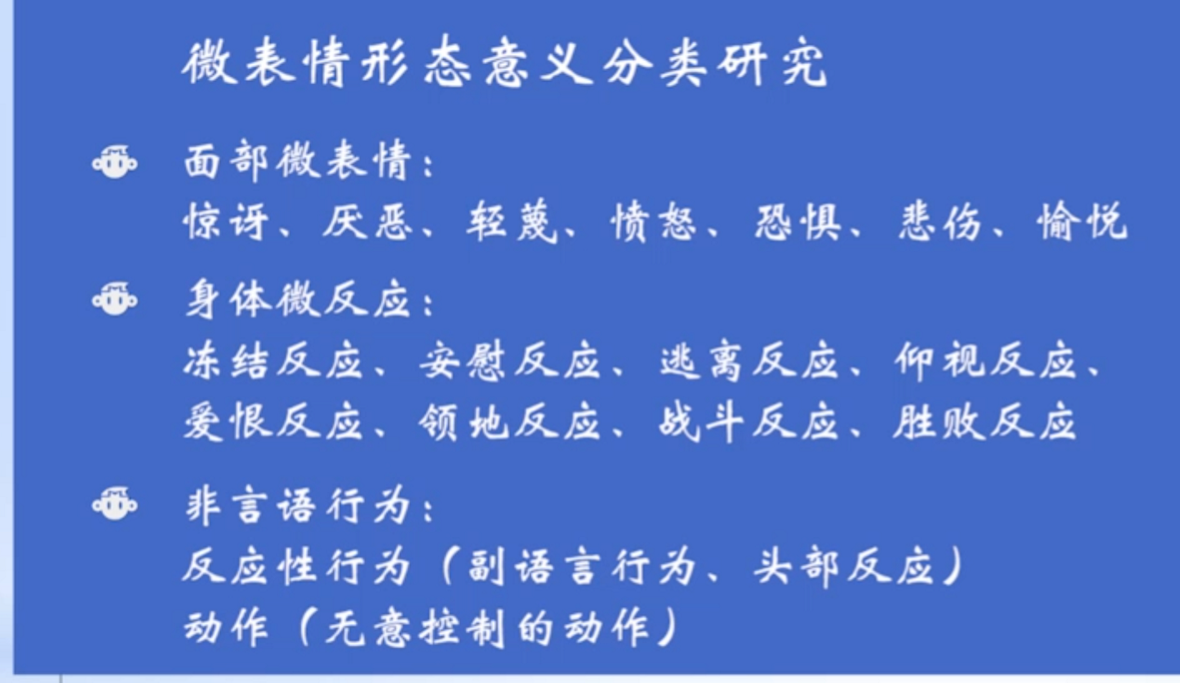 微表情形态意义分类研究
面部微表情：
惊讶、厌恶、轻蔑、愤怒、恐惧、悲伤、愉悦
身体微反应：
冻结反应、安慰反应、逃离反应、仰视反应、
爱恨反应、领地反应、战斗反应、胜败反应
非言语行为：
反应性行为（副语言行为、头部反应）
动作（无意控制的动作）